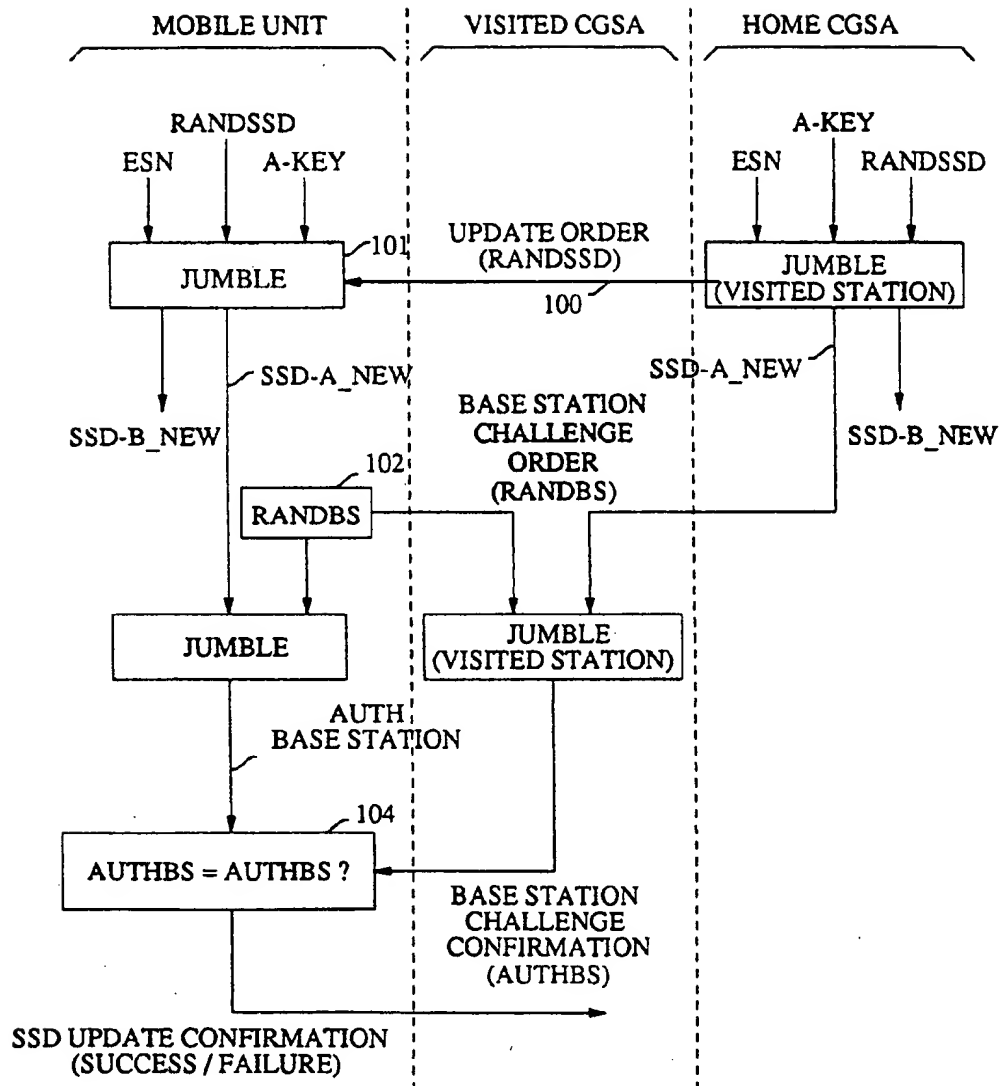 MOBILE UNIT
VISITED CGSA
HOME CGSA
RANDSSD
ESN
A-KEY
A-KEY
ESN
RANDSSD
101
JUMBLE
UPDATE ORDER
(RANDSSD)
100
JUMBLE
(VISITED STATION)
SSD-A_NEW
SSD-B_NEW
SSD-A_NEW
SSD-B_NEW
BASE STATION
CHALLENGE
ORDER
(RANDBS)
102
RANDBS
JUMBLE
JUMBLE
(VISITED STATION)
AUTH
BASE STATION
104
AUTHBS = AUTHBS ?
BASE STATION
CHALLENGE
CONFIRMATION
(AUTHBS)
SSD UPDATE CONFIRMATION
(SUCCESS / FAILURE)